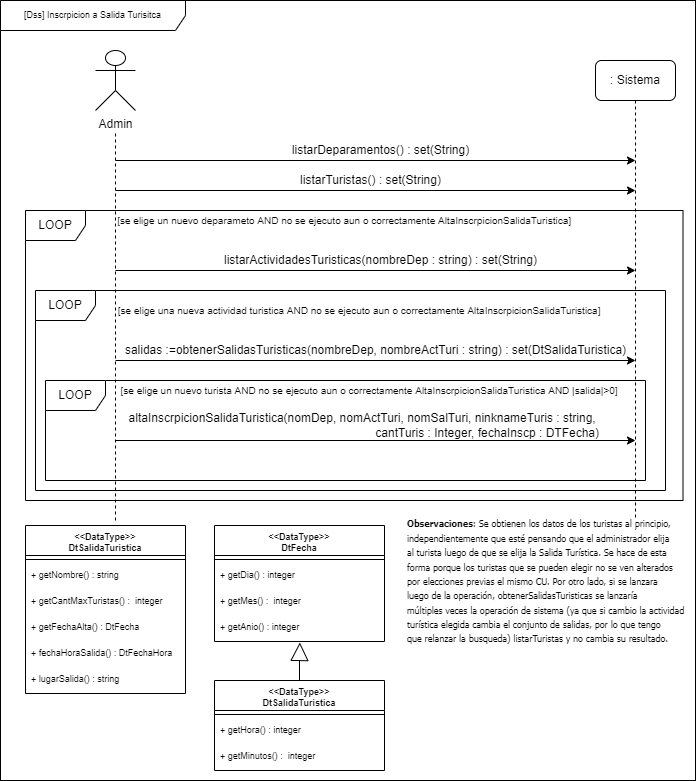 [Dss] Inscrpicion a Salida Turisitca
Admin
: Sistema
listarDeparamentos() : set(String)
listarTuristas() : set(String)
LOOP
[se elige un nuevo deparameto AND no se ejecuto aun o correctamente AltaInscrpicionSalidaTuristica]
listarActividadesTuristicas(nombreDep : string) : set(String)
LOOP
[se elige una nueva actividad turistica AND no se ejecuto aun o correctamente AltaInscrpicionSalidaTuristica]
salidas :=obtenerSalidasTuristicas(nombreDep, nombreActTuri : string) : set(DtSalidaTuristica)
LOOP
[se elige un nuevo turista AND no se ejecuto aun o correctamente AltaInscrpicionSalidaTuristica AND |salida|>0]
altaInscrpicionSalidaTuristica(nomDep, nomActTuri, nomSalTuri, ninknameTuris : string,
cantTuris : Integer, fechaInscp : DTFecha)
<<DataType>>
DtSalidaTuristica
+ getNombre() : string
+ getCantMaxTuristas() : integer
+ getFechaAlta() : DtFecha
+ fechaHoraSalida() : DtFechaHora
+ lugarSalida() : string
<<DataType>>
DtFecha
+ getDia() : integer
+ getMes() : integer
+ getAnio() : integer
<<DataType>>
DtSalidaTuristica
+ getHora() : integer
+ getMinutos() : integer
Observaciones: Se obtienen los datos de los turistas al principio,
independientemente que esté pensando que el administrador elija
al turista luego de que se elija la Salida Turística. Se hace de esta
forma porque los turistas que se pueden elegir no se ven alterados
por elecciones previas el mismo CU. Por otro lado, si se lanzara
luego de la operación, obtenerSalidasTuristicas se lanzaría
múltiples veces la operación de sistema (ya que si cambio la actividad
turística elegida cambia el conjunto de salidas, por lo que tengo
que relanzar la busqueda) listarTuristas y no cambia su resultado.